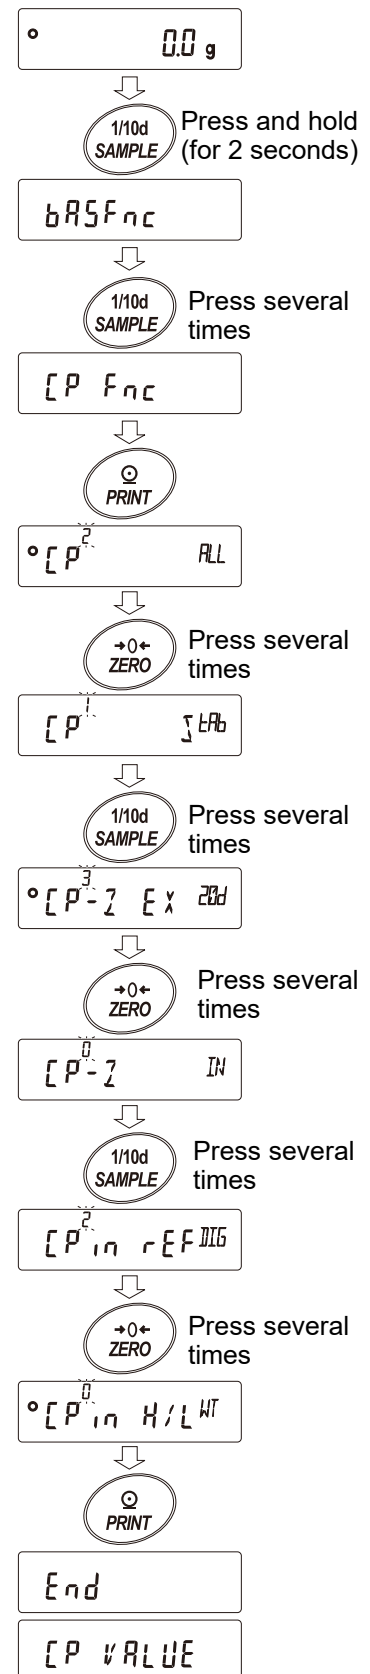 0.0 g
1/10d
SAMPLE
Press and hold
(for 2 seconds)
bASFnc
1/10d
SAMPLE
Press several
times
CP Fnc
PRINT
2
CP ALL
→0←
ZERO
Press several
times
1
CP StAb
1/10d
SAMPLE
Press several
times
3
CP-Z EX 20d
→0←
ZERO
Press several
times
0
CP-Z IN
1/10d
SAMPLE
Press several
times
2
CP in rEF DIG
→0←
ZERO
Press several
times
0
CP in H/L WT
PRINT
End
CP VALUE